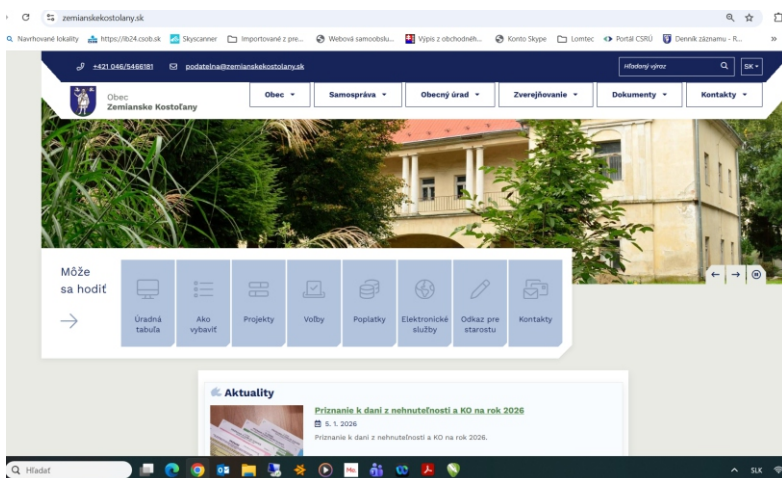 zemianskekostolany.sk
Navrhované lokality https://ib24.csob.sk Skyscanner Importované z pre... Webová samoobslu... Výpis z obchodnéh... Konto Skype Lomtec Portál CSRÚ Denník záznamu - R... »
+421 046/5466181 podatelna@zemianskekostolany.sk Hľadaný výraz SK
Obec
Zemianske Kostoľany
Obec Samospráva Obecný úrad Zverejňovanie Dokumenty Kontakty
Môže
sa hodiť
Úradná
tabuľa
Ako
vybaviť
Projekty
Voľby
Poplatky
Elektronické
služby
Odkaz pre
starostu
Kontakty
Aktuality
Priznanie k dani z nehnuteľnosti a KO na rok 2026
5. 1. 2026
Priznanie k dani z nehnuteľnosti a KO na rok 2026.
Hľadať SLK